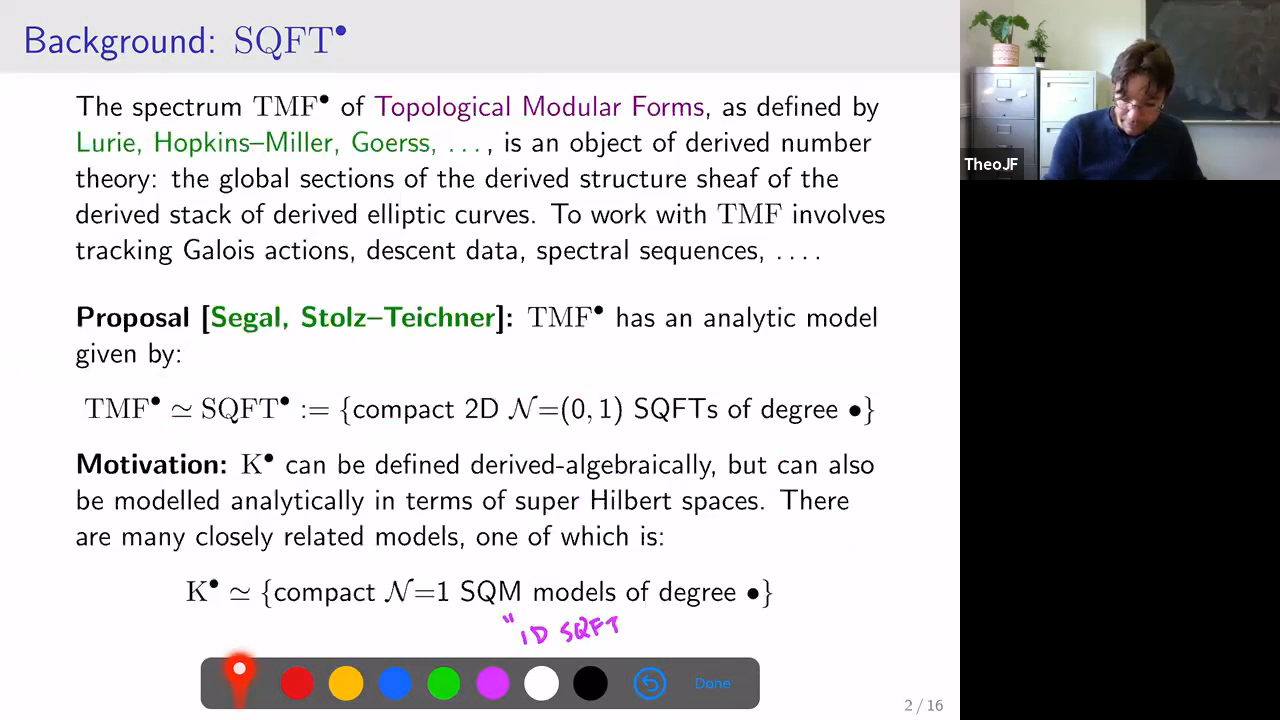 Background: SQFT•
The spectrum TMF• of Topological Modular Forms, as defined by
Lurie, Hopkins–Miller, Goerss, . . . , is an object of derived number
theory: the global sections of the derived structure sheaf of the
derived stack of derived elliptic curves. To work with TMF involves
tracking Galois actions, descent data, spectral sequences, . . . .
Proposal [Segal, Stolz–Teichner]: TMF• has an analytic model
given by:
TMF• ≃ SQFT• := {compact 2D 𝒩=(0, 1) SQFTs of degree •}
Motivation: K• can be defined derived-algebraically, but can also
be modelled analytically in terms of super Hilbert spaces. There
are many closely related models, one of which is:
K• ≃ {compact 𝒩=1 SQM models of degree •}
"1D SQFT
Done
2 / 16
TheoJF